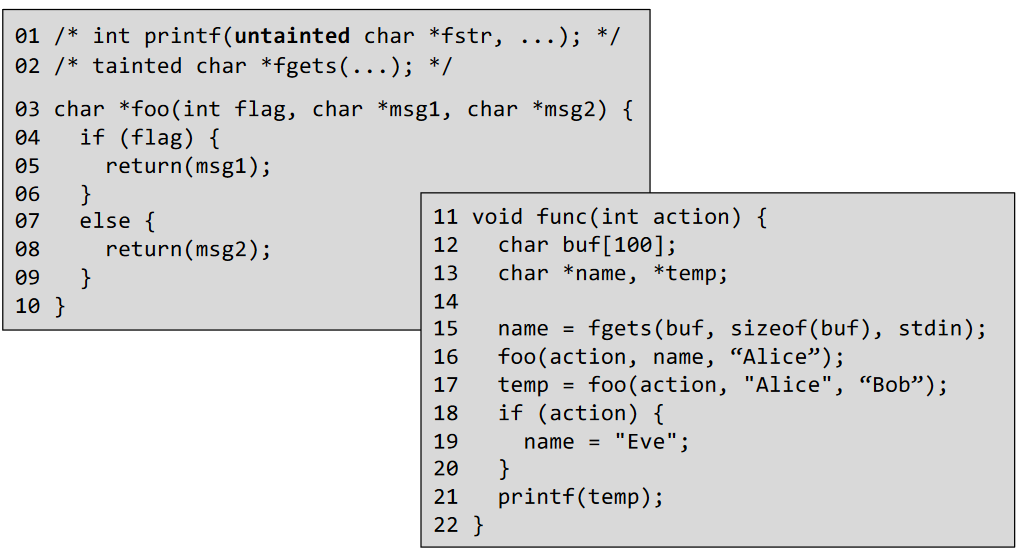 01 /* int printf(untainted char *fstr, ...); */
02 /* tainted char *fgets(...); */
03 char *foo(int flag, char *msg1, char *msg2) {
04   if (flag) {
05     return(msg1);
06   }
07   else {
08     return(msg2);
09   }
10 }
11 void func(int action) {
12   char buf[100];
13   char *name, *temp;
14
15   name = fgets(buf, sizeof(buf), stdin);
16   foo(action, name, “Alice”);
17   temp = foo(action, "Alice", “Bob”);
18   if (action) {
19     name = "Eve";
20   }
21   printf(temp);
22 }